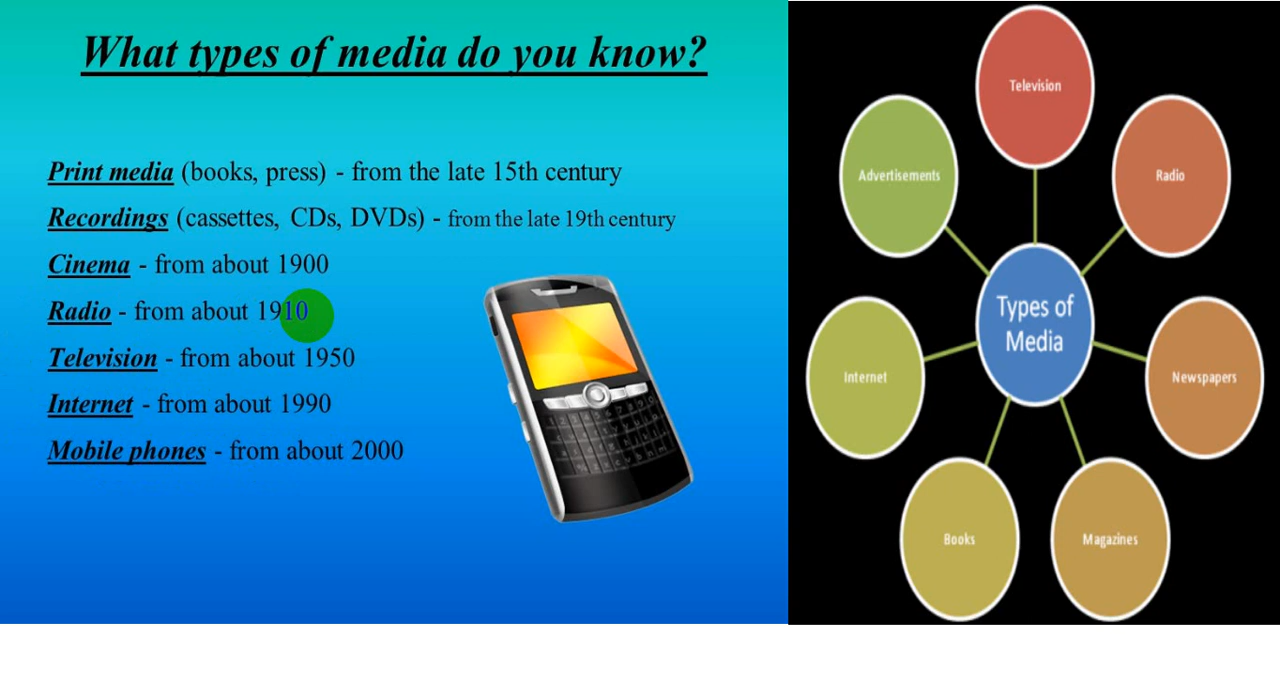 What types of media do you know?
Print media (books, press) - from the late 15th century
Recordings (cassettes, CDs, DVDs) - from the late 19th century
Cinema - from about 1900
Radio - from about 1910
Television - from about 1950
Internet - from about 1990
Mobile phones - from about 2000
Television
Advertisements
Radio
Types of
Media
Internet
Newspapers
Books
Magazines